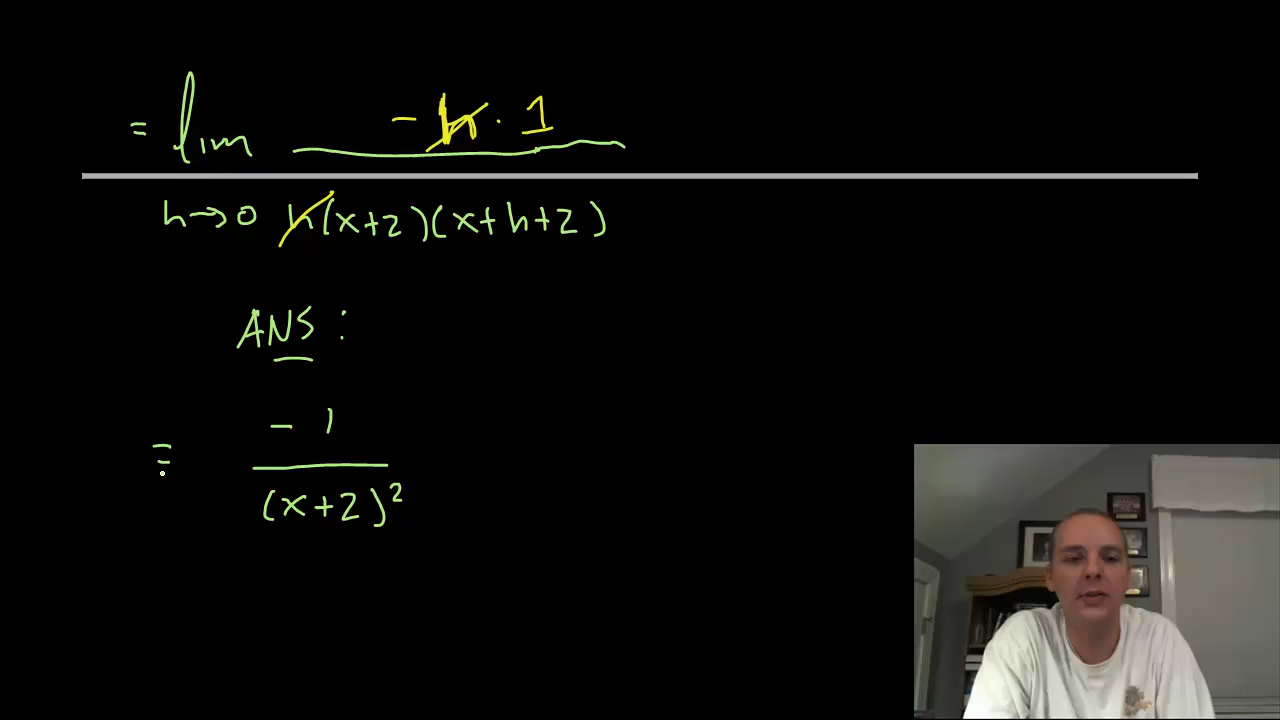 = lim -h · 1
h→0 h(x+2)(x+h+2)
ANS :
= -1
(x+2)²